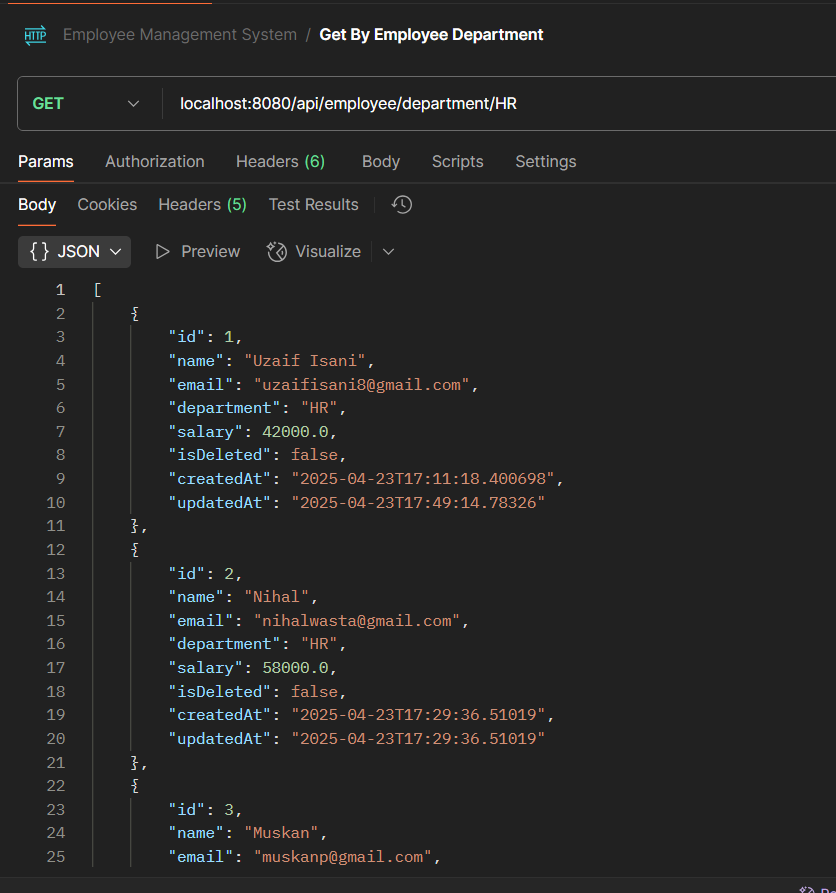 HTTP Employee Management System / Get By Employee Department
GET localhost:8080/api/employee/department/HR
Params Authorization Headers (6) Body Scripts Settings
Body Cookies Headers (5) Test Results
{} JSON Preview Visualize
1 [
2 {
3 "id": 1,
4 "name": "Uzaif Isani",
5 "email": "uzaifisani8@gmail.com",
6 "department": "HR",
7 "salary": 42000.0,
8 "isDeleted": false,
9 "createdAt": "2025-04-23T17:11:18.400698",
10 "updatedAt": "2025-04-23T17:49:14.78326"
11 },
12 {
13 "id": 2,
14 "name": "Nihal",
15 "email": "nihalwasta@gmail.com",
16 "department": "HR",
17 "salary": 58000.0,
18 "isDeleted": false,
19 "createdAt": "2025-04-23T17:29:36.51019",
20 "updatedAt": "2025-04-23T17:29:36.51019"
21 },
22 {
23 "id": 3,
24 "name": "Muskan",
25 "email": "muskanp@gmail.com",